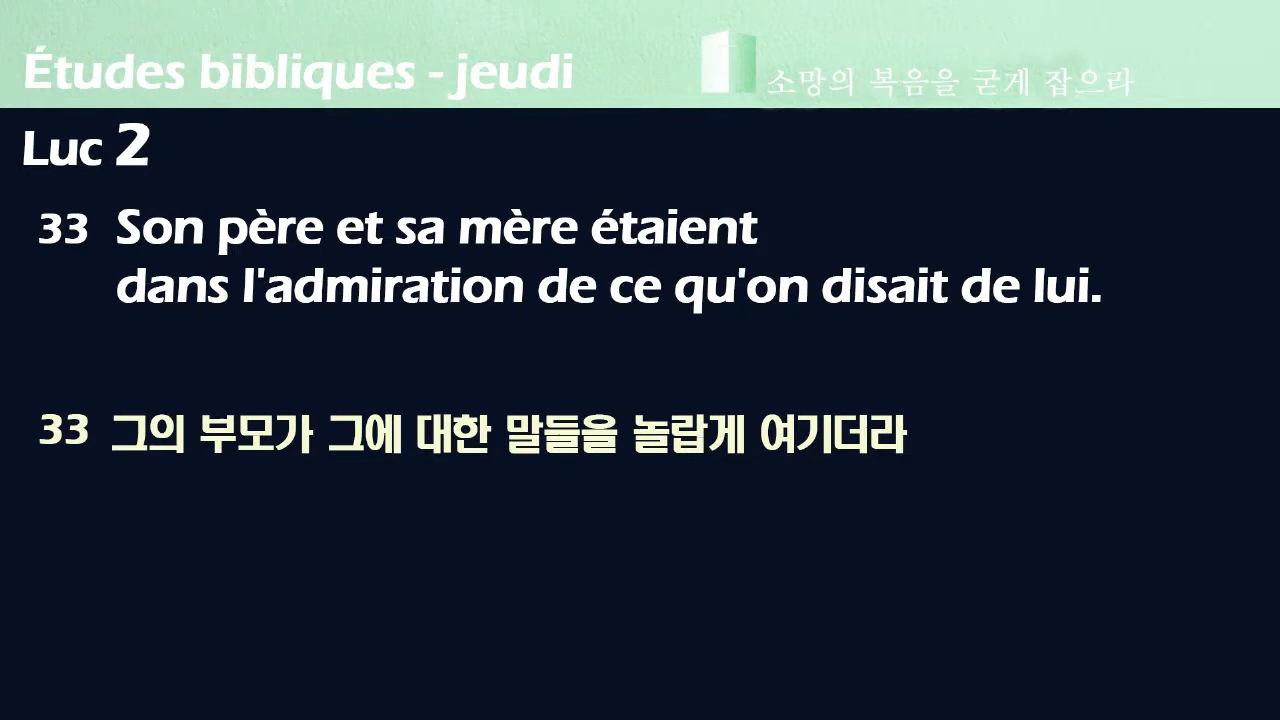 Études bibliques - jeudi
소망의 복음을 굳게 잡으라
Luc 2
33 Son père et sa mère étaient
dans l'admiration de ce qu'on disait de lui.
33 그의 부모가 그에 대한 말들을 놀랍게 여기더라